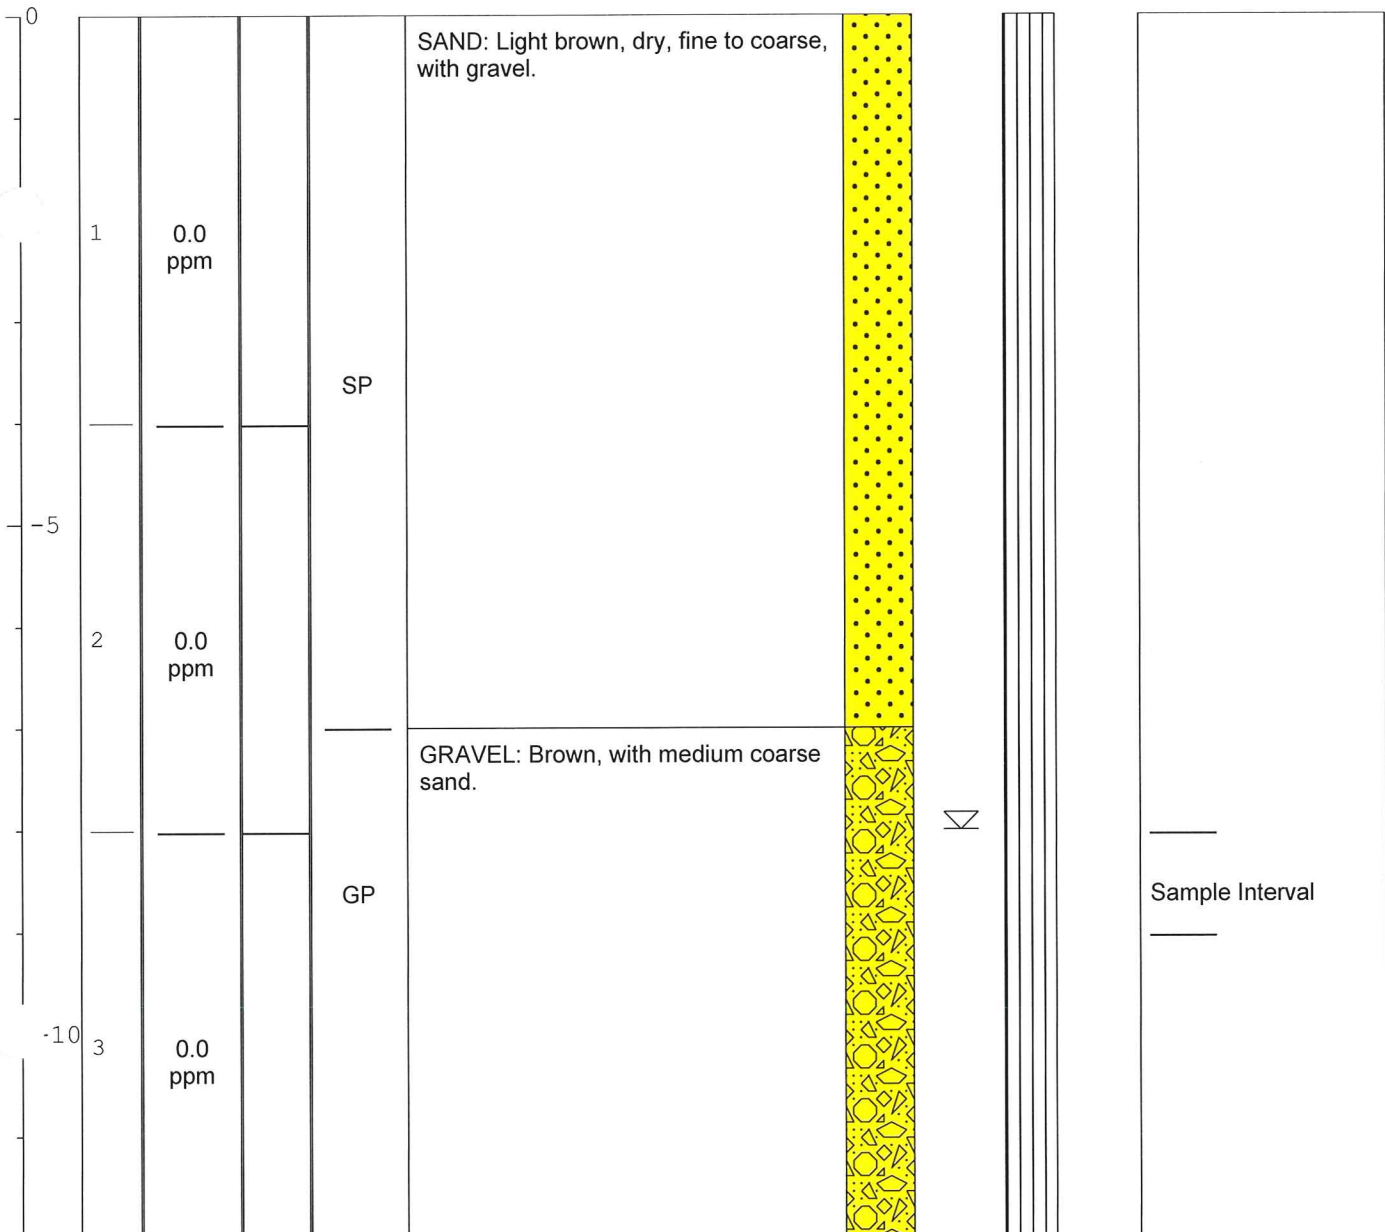 0
SAND: Light brown, dry, fine to coarse,
with gravel.
1
0.0
ppm
SP
-5
2
0.0
ppm
GRAVEL: Brown, with medium coarse
sand.
GP
Sample Interval
-10
3
0.0
ppm